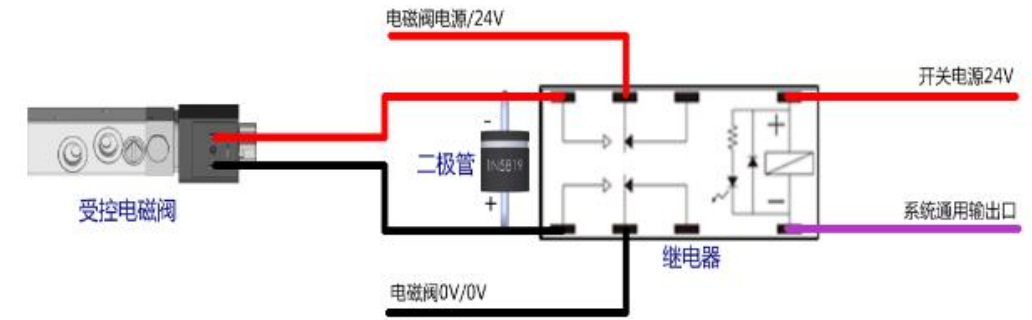 电磁阀电源/24V
开关电源24V
-
二极管
1N5819
+
+
-
受控电磁阀
系统通用输出口
继电器
电磁阀0V/0V